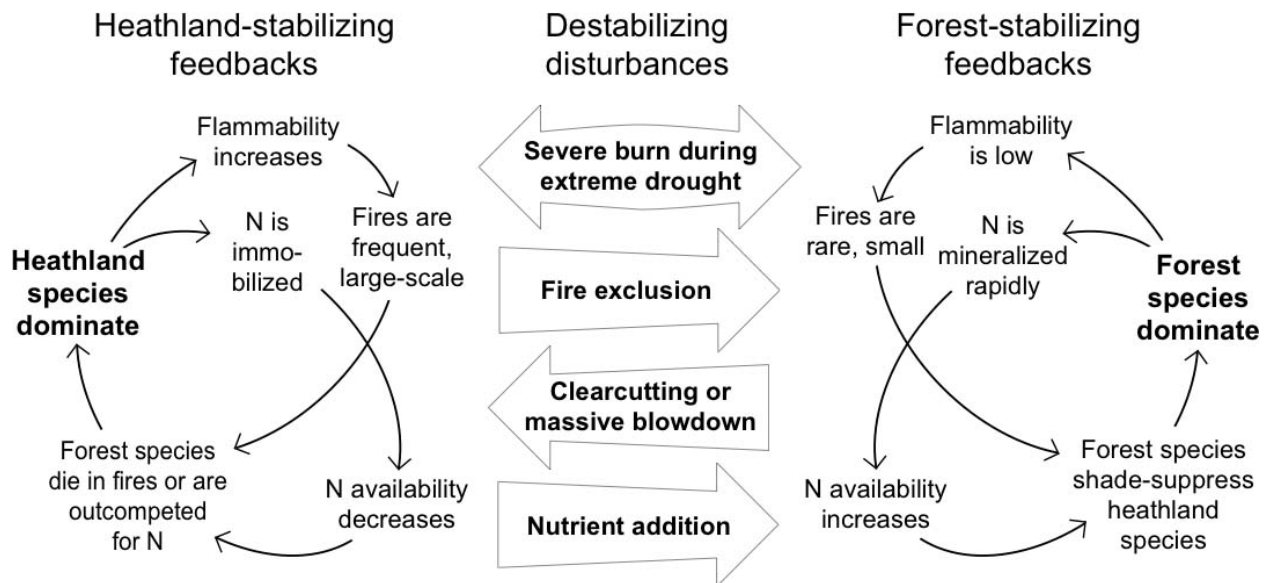 Heathland-stabilizing
feedbacks
Destabilizing
disturbances
Forest-stabilizing
feedbacks
Flammability
increases
N is
immo-
bilized
Fires are
frequent,
large-scale
Heathland
species
dominate
Forest species
die in fires or are
outcompeted
for N
N availability
decreases
Severe burn during
extreme drought
Fire exclusion
Clearcutting or
massive blowdown
Nutrient addition
Flammability
is low
Fires are
rare, small
N is
mineralized
rapidly
Forest
species
dominate
N availability
increases
Forest species
shade-suppress
heathland
species